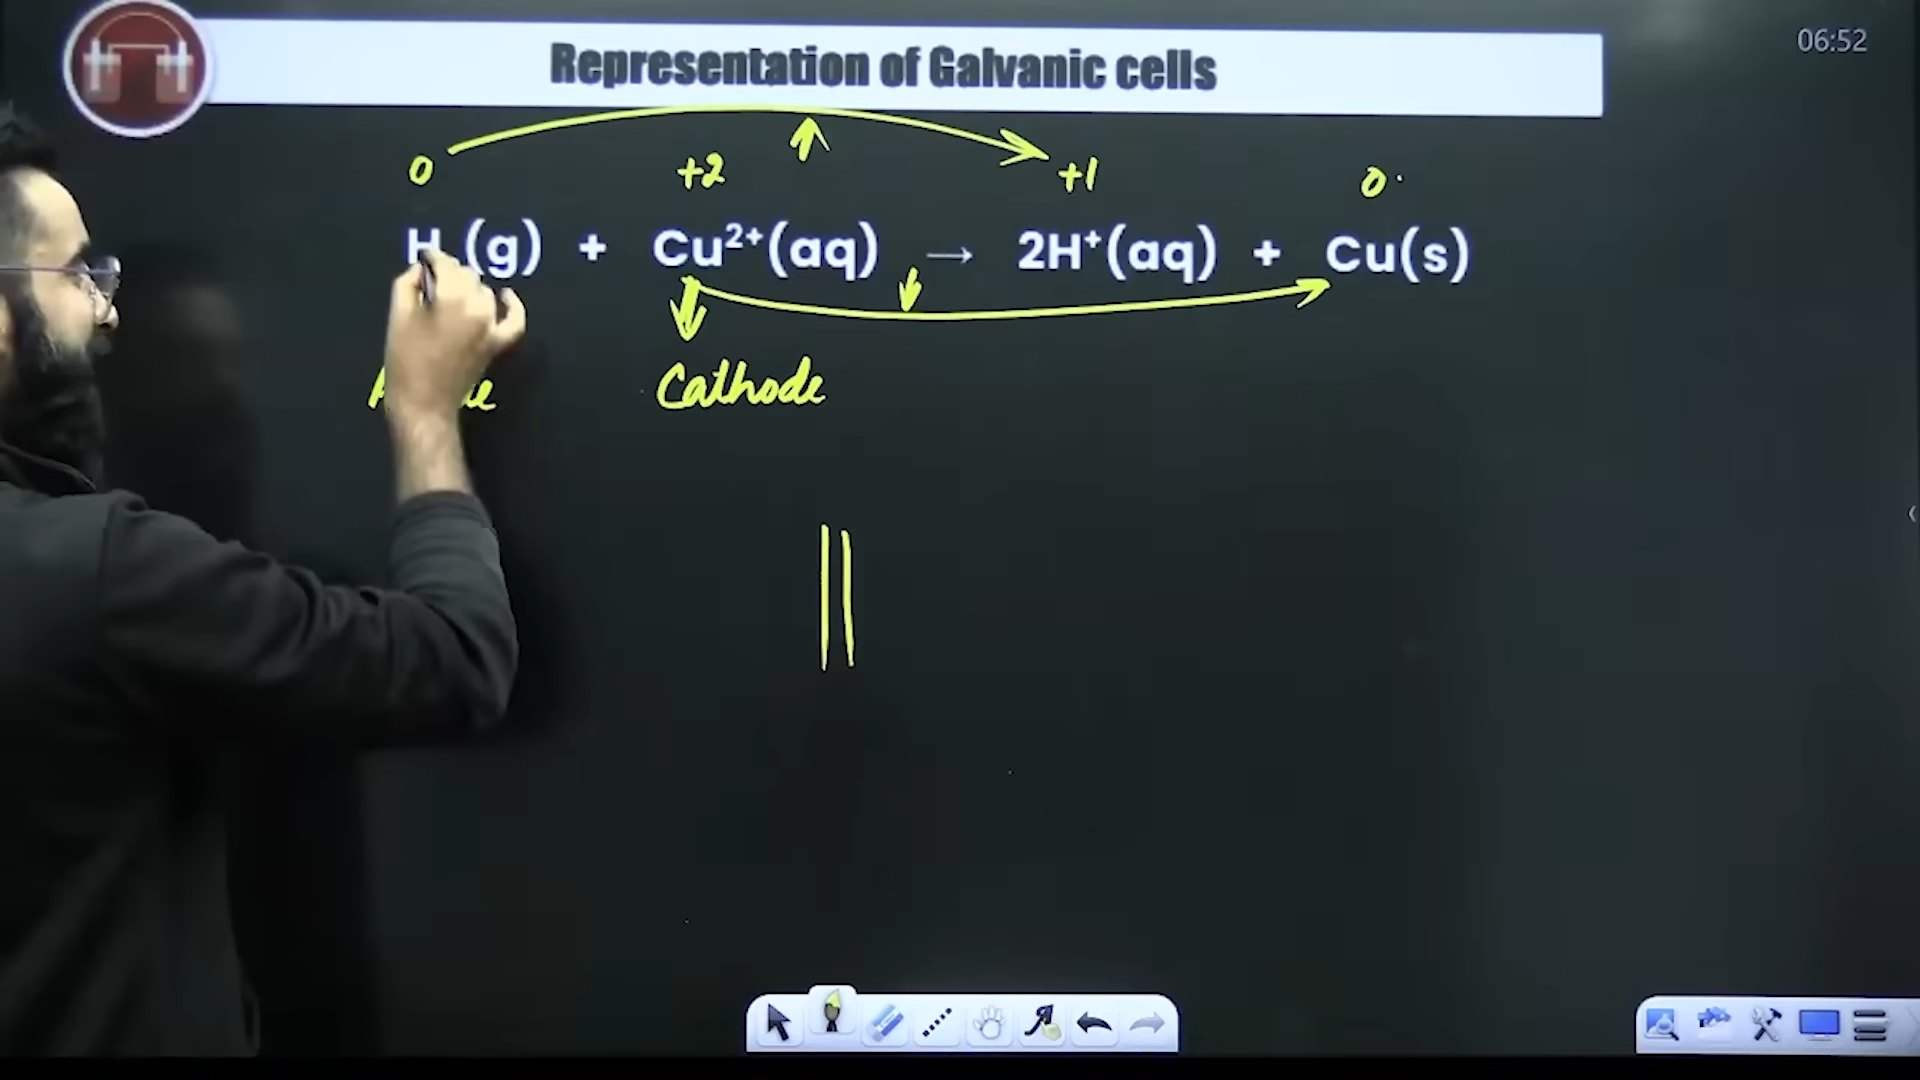 Representation of Galvanic cells
06:52
0 +2 +1 0
H (g) + Cu²⁺(aq) → 2H⁺(aq) + Cu(s)
Cathode